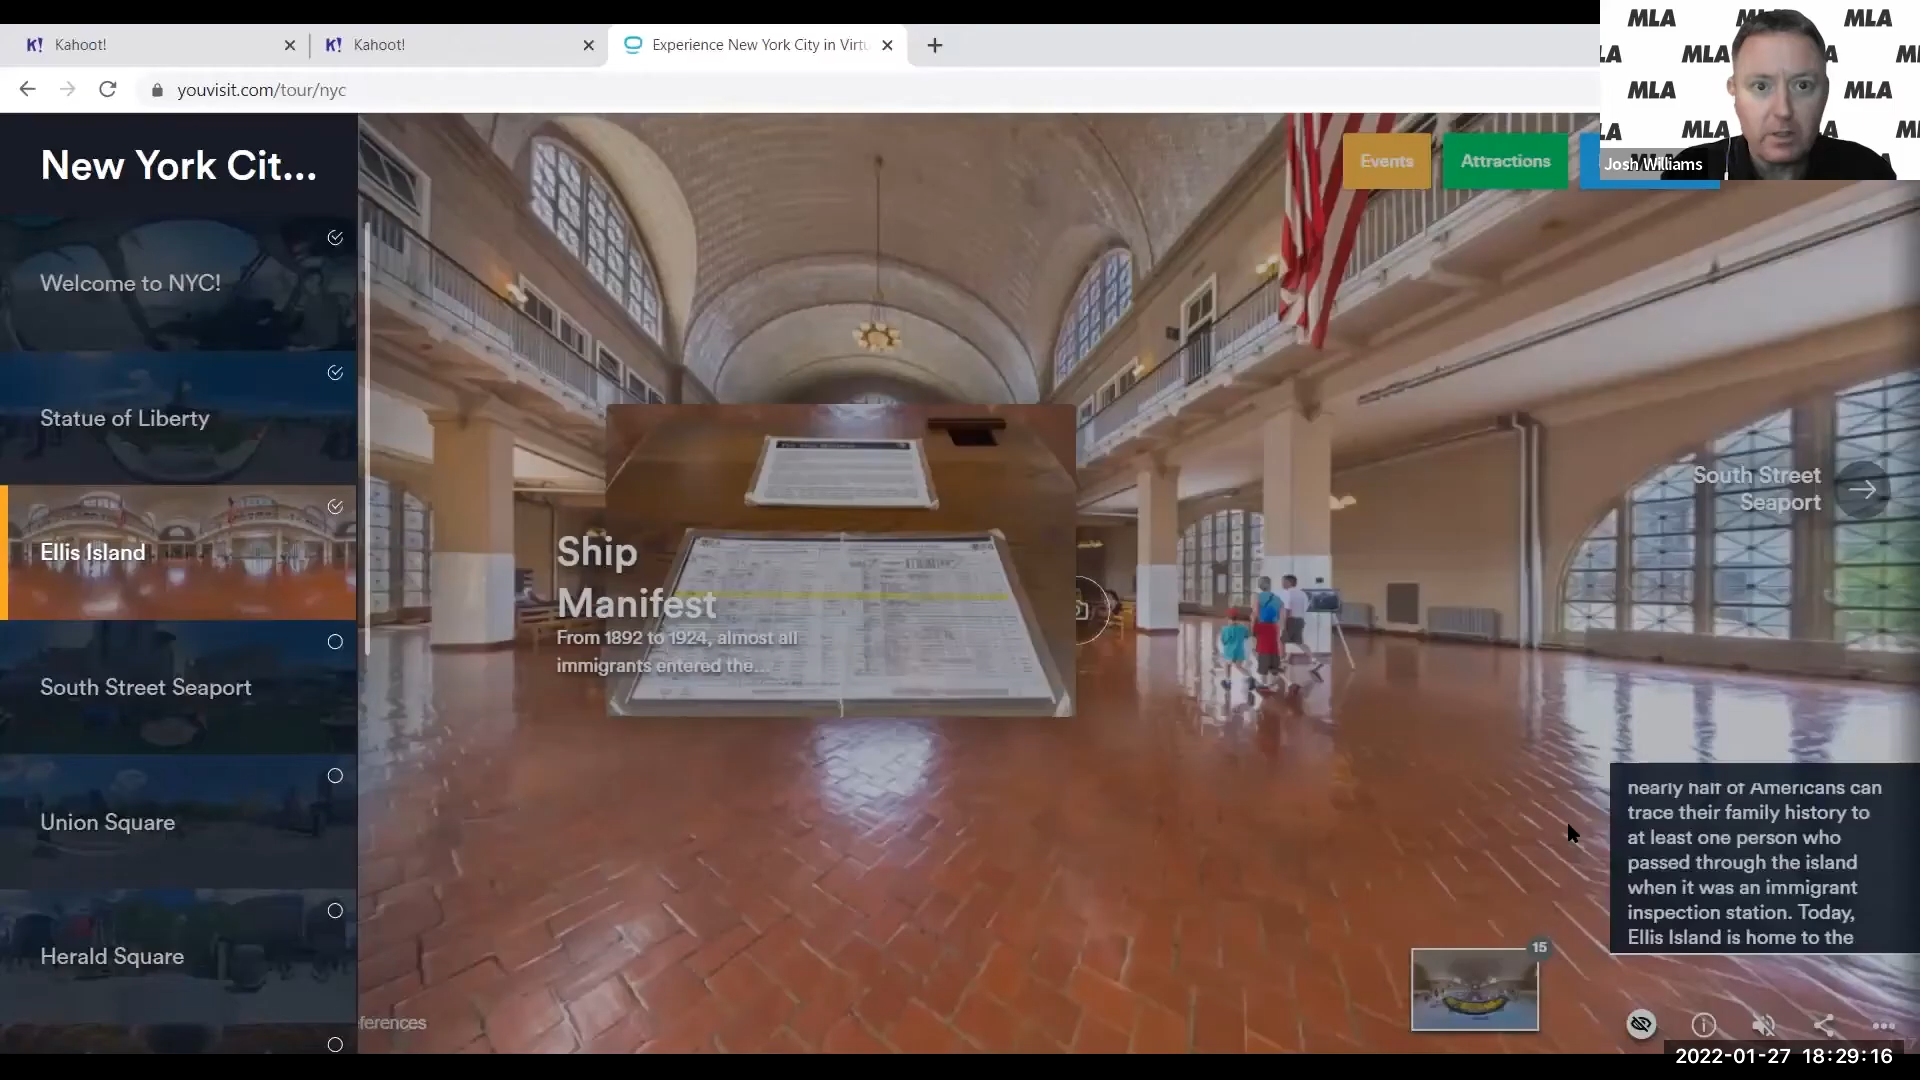 Kahoot!
Kahoot!
Experience New York City in Virtu
youvisit.com/tour/nyc
MLA
MLA
MLA
MLA
MLA
MLA
MLA
MLA
Josh Williams
New York Cit...
Events
Attractions
Welcome to NYC!
Statue of Liberty
Ellis Island
South Street Seaport
Union Square
Herald Square
Ship
Manifest
From 1892 to 1924, almost all
immigrants entered the...
South Street
Seaport
nearly half of Americans can
trace their family history to
at least one person who
passed through the island
when it was an immigrant
inspection station. Today,
Ellis Island is home to the
15
ferences
2022-01-27 18:29:16